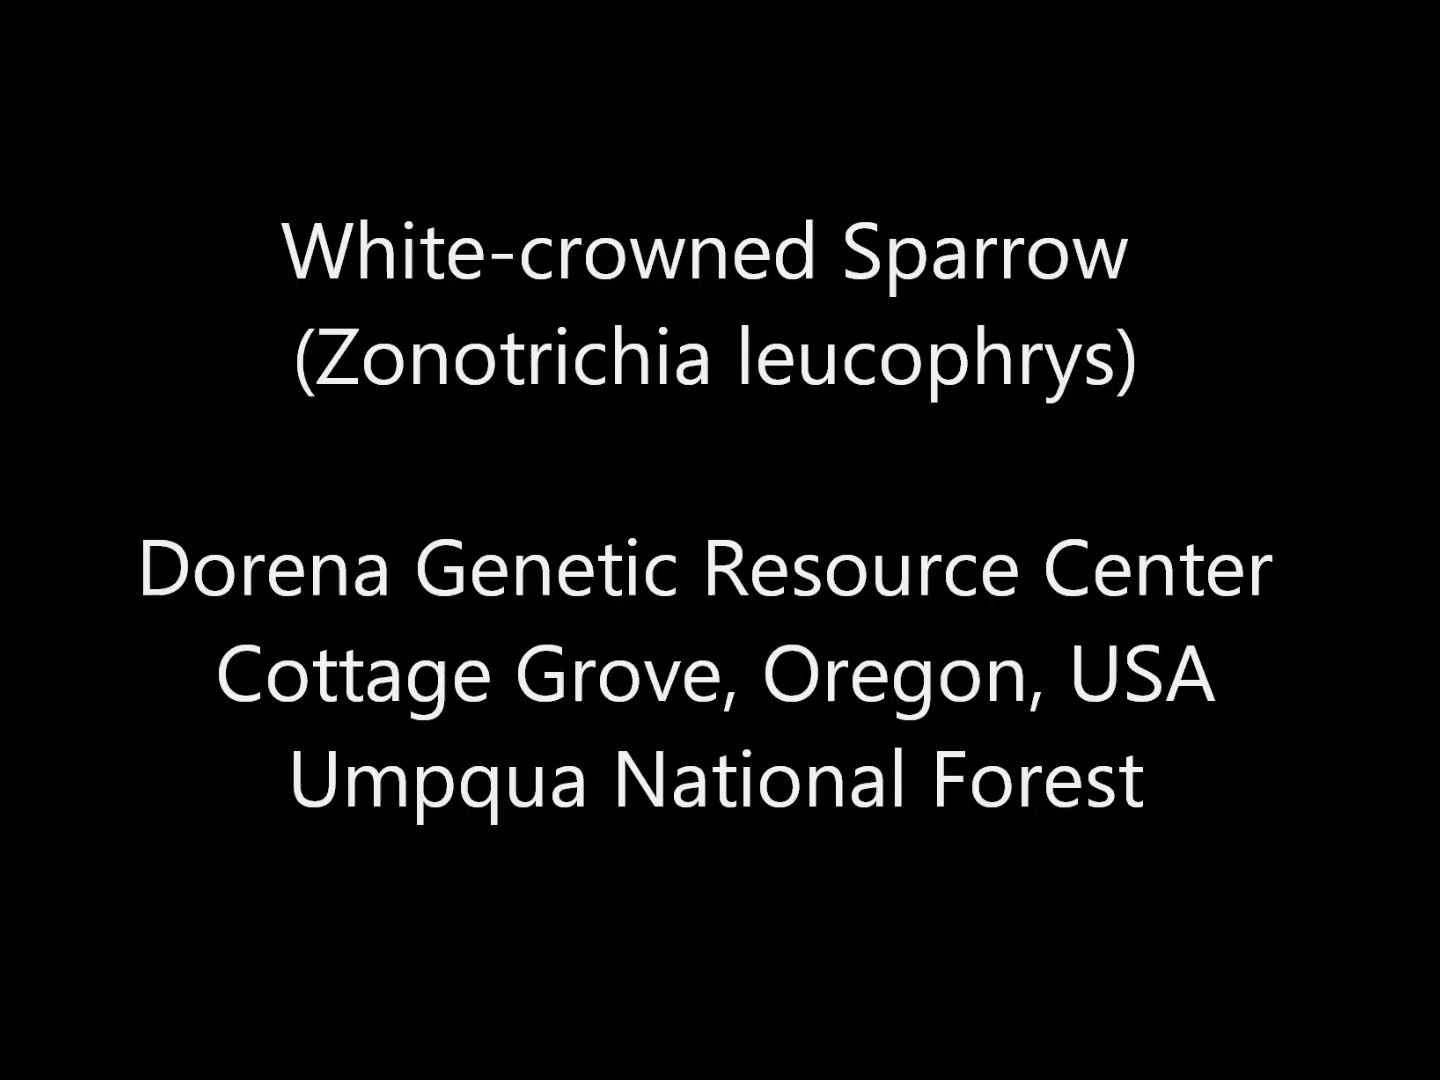 White-crowned Sparrow
(Zonotrichia leucophrys)
Dorena Genetic Resource Center
Cottage Grove, Oregon, USA
Umpqua National Forest